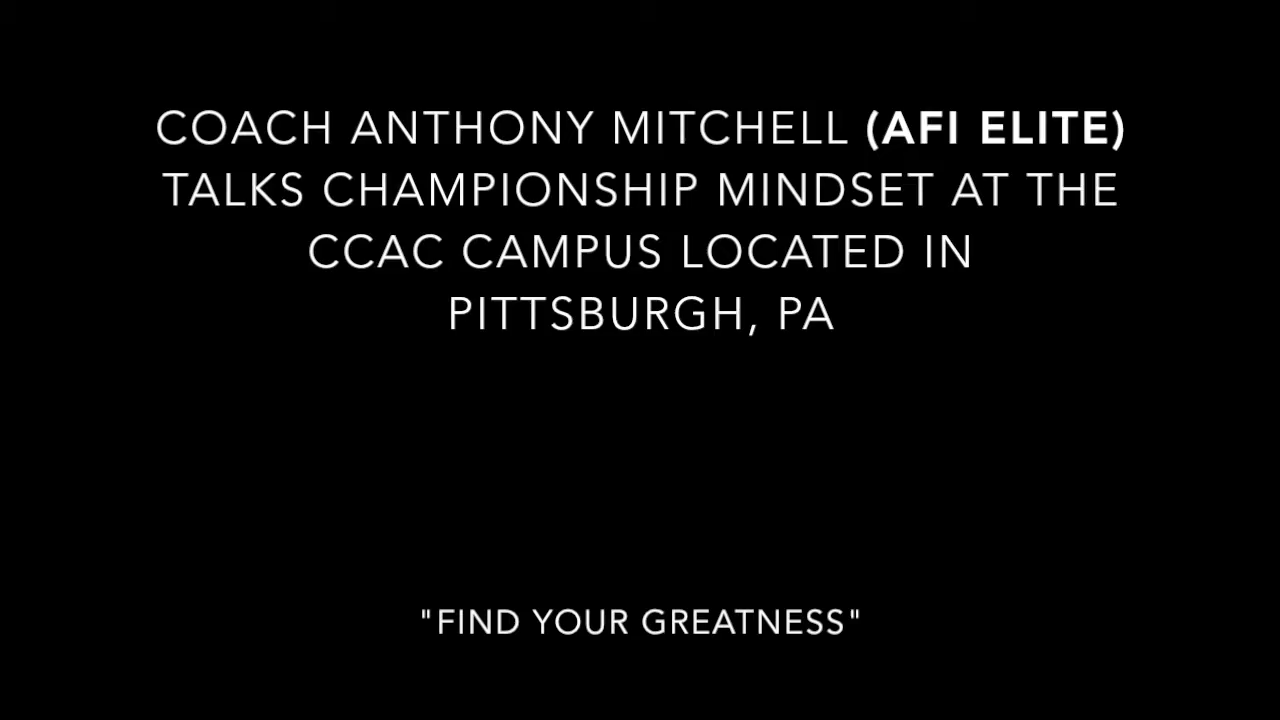 COACH ANTHONY MITCHELL (AFI ELITE)
TALKS CHAMPIONSHIP MINDSET AT THE
CCAC CAMPUS LOCATED IN
PITTSBURGH, PA
"FIND YOUR GREATNESS"